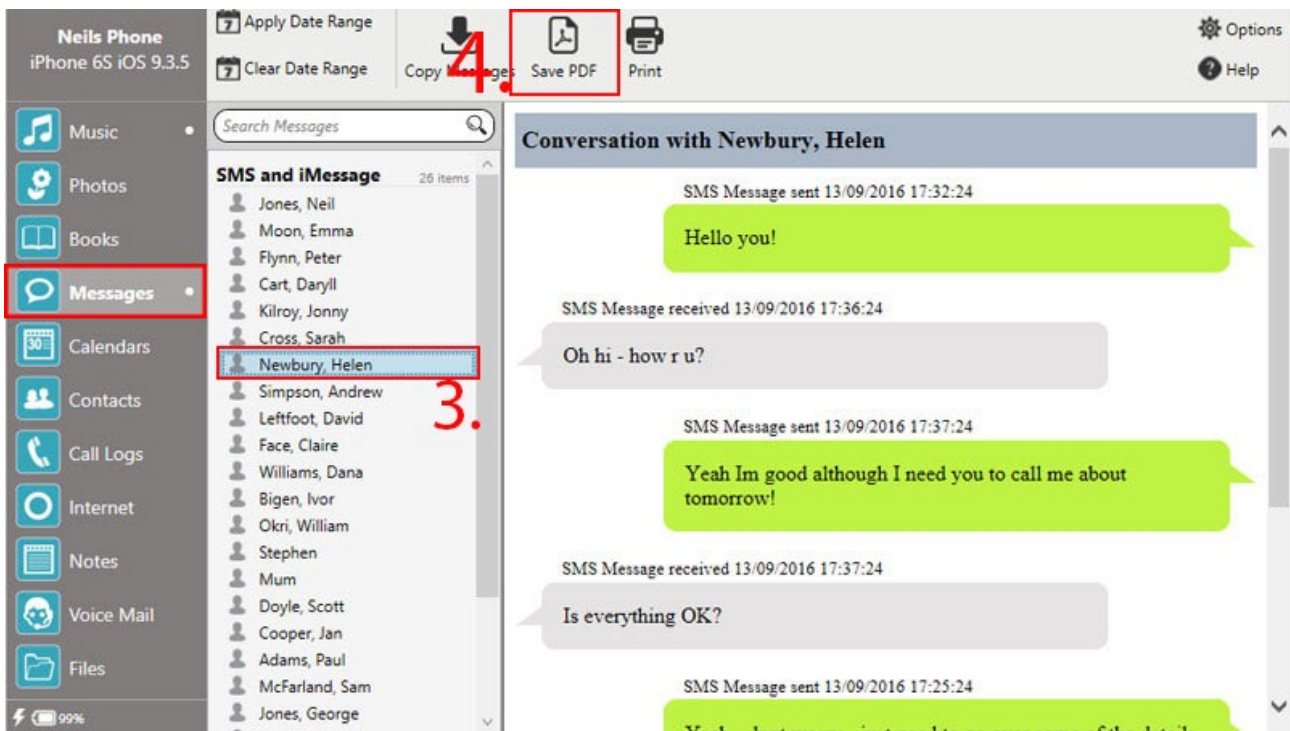 Neils Phone
iPhone 6S iOS 9.3.5
7 Apply Date Range
7 Clear Date Range
Copy Messages
4.
Save PDF
Print
Options
? Help
Music
Photos
Books
Messages
30 Calendars
Contacts
Call Logs
Internet
Notes
Voice Mail
Files
99%
Search Messages
SMS and iMessage 26 items
Jones, Neil
Moon, Emma
Flynn, Peter
Cart, Daryll
Kilroy, Jonny
Cross, Sarah
Newbury, Helen
3.
Simpson, Andrew
Leftfoot, David
Face, Claire
Williams, Dana
Bigen, Ivor
Okri, William
Stephen
Mum
Doyle, Scott
Cooper, Jan
Adams, Paul
McFarland, Sam
Jones, George
Conversation with Newbury, Helen
SMS Message sent 13/09/2016 17:32:24
Hello you!
SMS Message received 13/09/2016 17:36:24
Oh hi - how r u?
SMS Message sent 13/09/2016 17:37:24
Yeah Im good although I need you to call me about
tomorrow!
SMS Message received 13/09/2016 17:37:24
Is everything OK?
SMS Message sent 13/09/2016 17:25:24